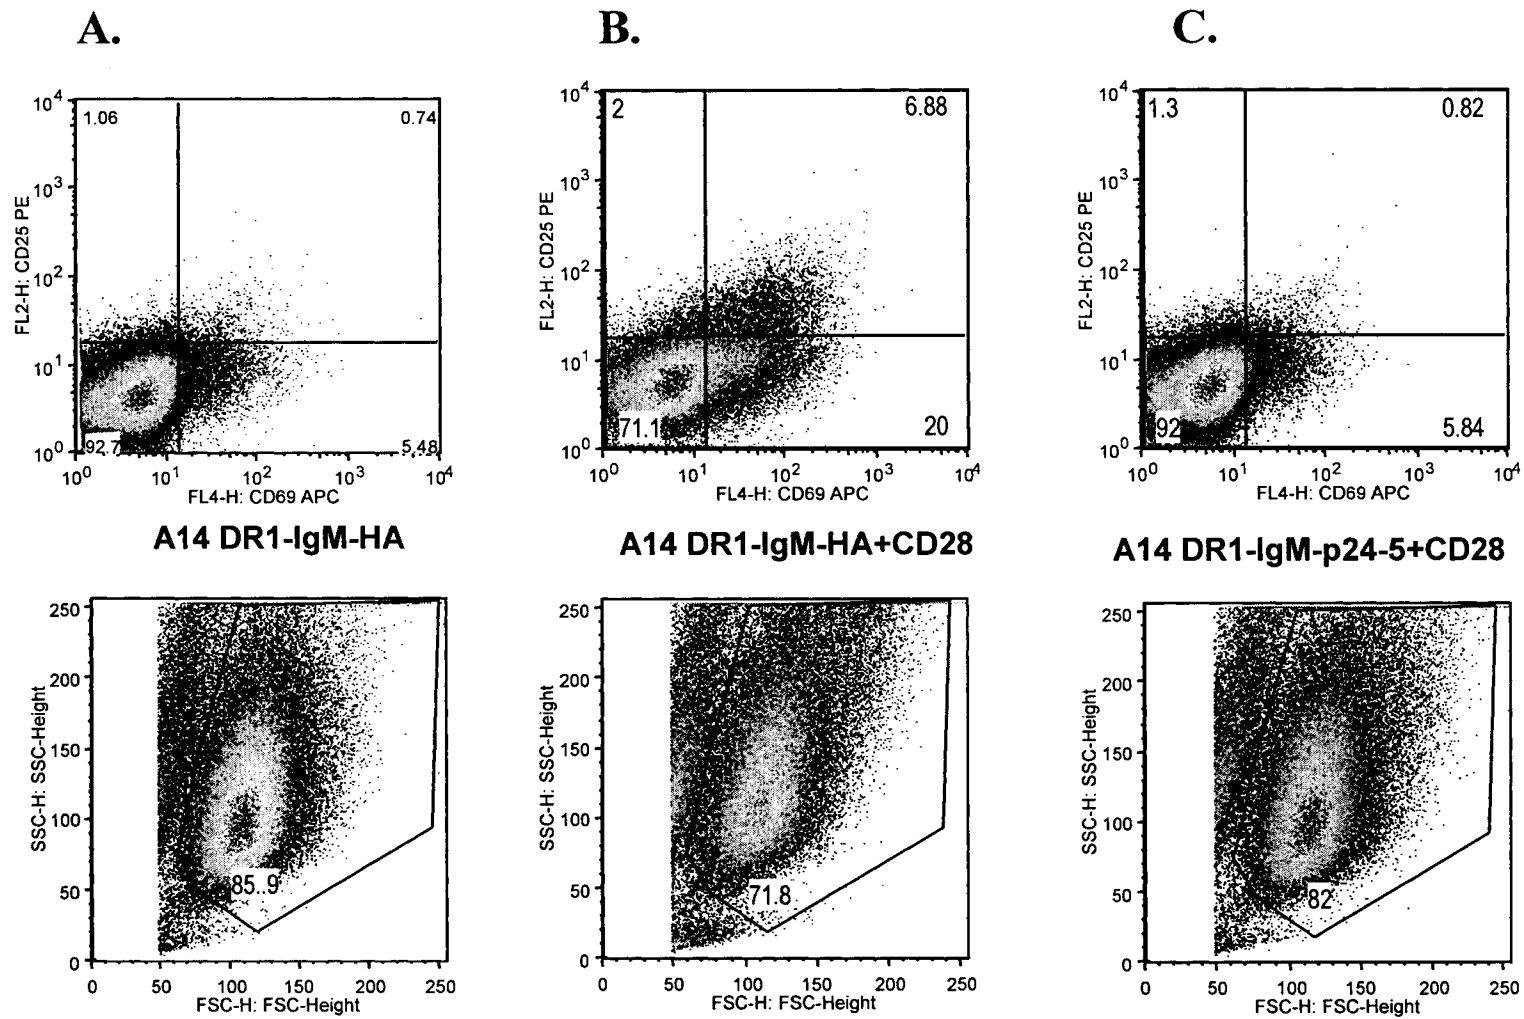 A.
B.
C.
10^4
1.06
0.74
10^3
10^2
10^1
10^0
92.7
5.48
FL2-H: CD25 PE
10^0 10^1 10^2 10^3 10^4
FL4-H: CD69 APC
10^4
2
6.88
10^3
10^2
10^1
10^0
71.1
20
FL2-H: CD25 PE
10^0 10^1 10^2 10^3 10^4
FL4-H: CD69 APC
10^4
1.3
0.82
10^3
10^2
10^1
10^0
92
5.84
FL2-H: CD25 PE
10^0 10^1 10^2 10^3 10^4
FL4-H: CD69 APC
A14 DR1-IgM-HA
A14 DR1-IgM-HA+CD28
A14 DR1-IgM-p24-5+CD28
250
200
150
100
50
0
SSC-H: SSC-Height
85.9
0 50 100 150 200 250
FSC-H: FSC-Height
250
200
150
100
50
0
SSC-H: SSC-Height
71.8
0 50 100 150 200 250
FSC-H: FSC-Height
250
200
150
100
50
0
SSC-H: SSC-Height
82
0 50 100 150 200 250
FSC-H: FSC-Height